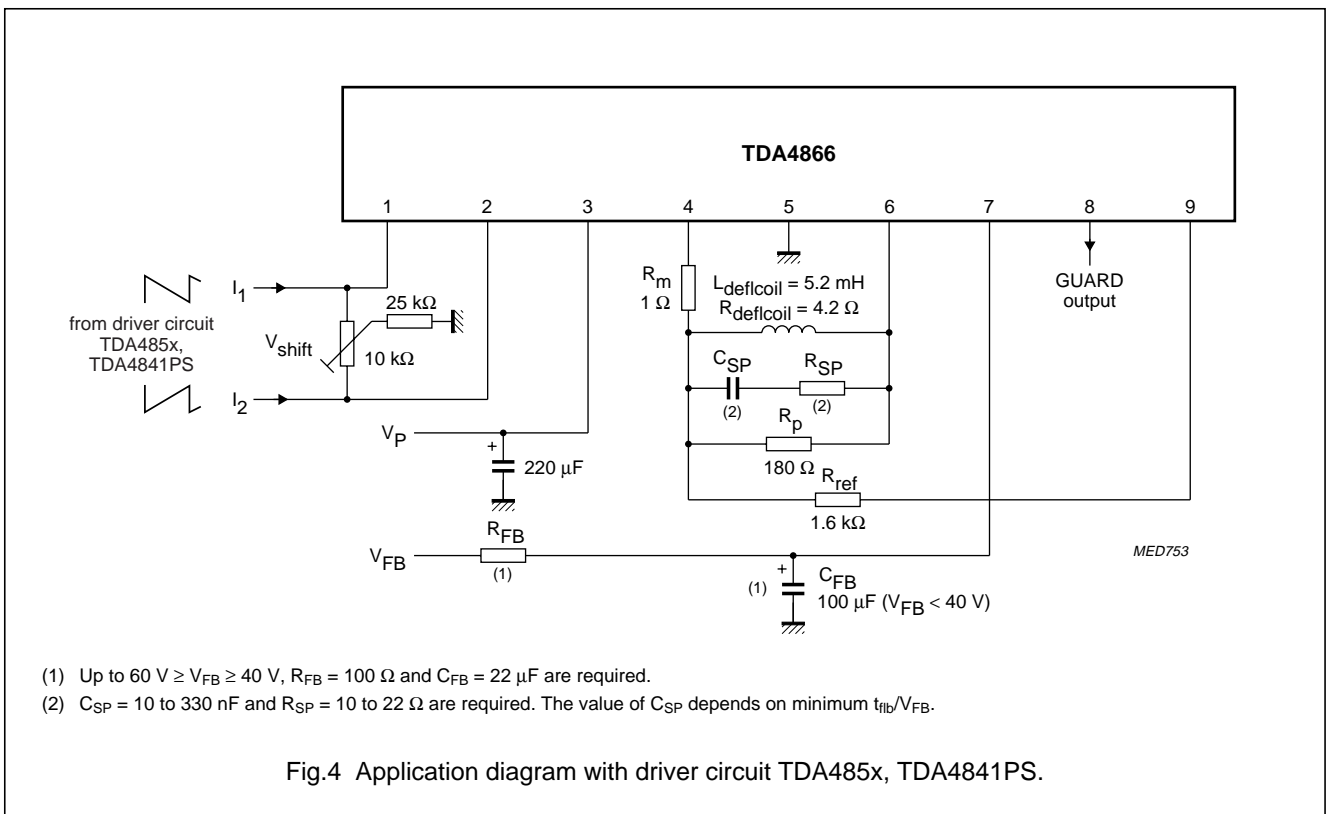 TDA4866
1 2 3 4 5 6 7 8 9
I1
I2
from driver circuit
TDA485x,
TDA4841PS
Vshift
25 kΩ
10 kΩ
VP
+
220 µF
Rm
1 Ω
Ldeflcoil = 5.2 mH
Rdeflcoil = 4.2 Ω
CSP
(2)
RSP
(2)
Rp
180 Ω
Rref
1.6 kΩ
GUARD
output
VFB
RFB
(1)
(1)
+
CFB
100 µF (VFB < 40 V)
MED753
(1) Up to 60 V ≥ VFB ≥ 40 V, RFB = 100 Ω and CFB = 22 µF are required.
(2) CSP = 10 to 330 nF and RSP = 10 to 22 Ω are required. The value of CSP depends on minimum tflb/VFB.
Fig.4 Application diagram with driver circuit TDA485x, TDA4841PS.